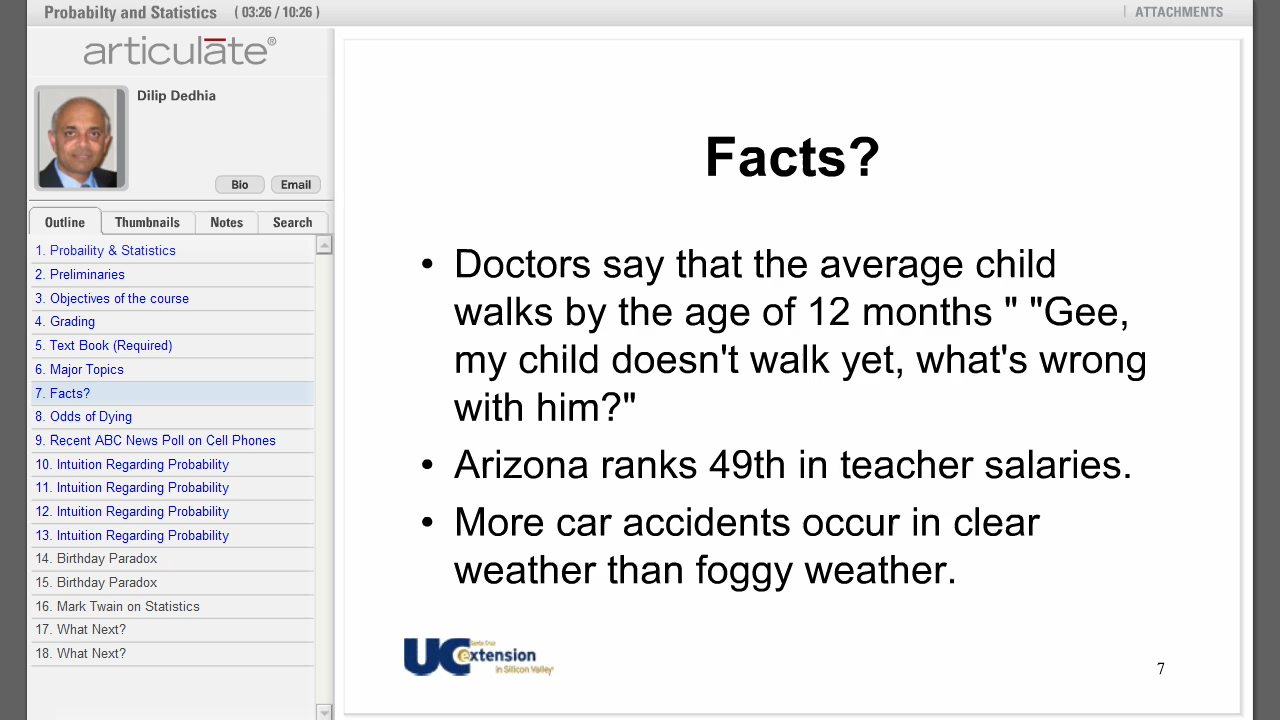 Probabilty and Statistics ( 03:26 / 10:26 )
ATTACHMENTS
articulate®
Dilip Dedhia
Bio
Email
Outline
Thumbnails
Notes
Search
1. Probaility & Statistics
2. Preliminaries
3. Objectives of the course
4. Grading
5. Text Book (Required)
6. Major Topics
7. Facts?
8. Odds of Dying
9. Recent ABC News Poll on Cell Phones
10. Intuition Regarding Probability
11. Intuition Regarding Probability
12. Intuition Regarding Probability
13. Intuition Regarding Probability
14. Birthday Paradox
15. Birthday Paradox
16. Mark Twain on Statistics
17. What Next?
18. What Next?
Facts?
• Doctors say that the average child
walks by the age of 12 months " "Gee,
my child doesn't walk yet, what's wrong
with him?"
• Arizona ranks 49th in teacher salaries.
• More car accidents occur in clear
weather than foggy weather.
Santa Cruz
UC extension
in Silicon Valley
7